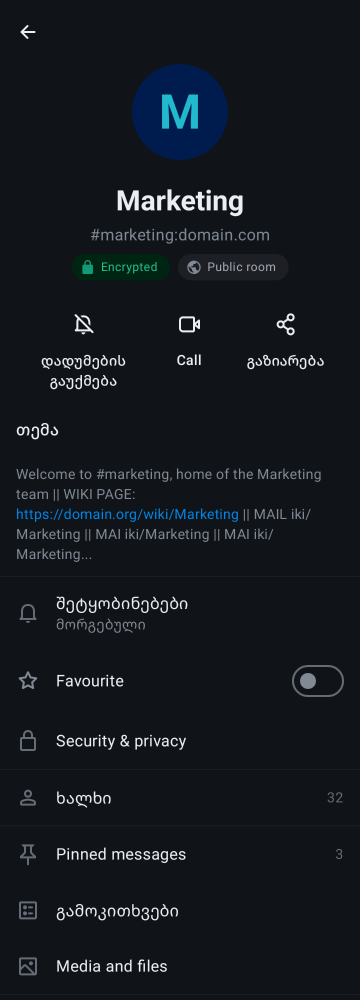 M
Marketing
#marketing:domain.com
Encrypted
Public room
დადუმების
გაუქმება
Call
გაზიარება
თემა
Welcome to #marketing, home of the Marketing
team || WIKI PAGE:
https://domain.org/wiki/Marketing || MAIL iki/
Marketing || MAI iki/Marketing || MAI iki/
Marketing...
შეტყობინებები
მორგებული
Favourite
Security & privacy
ხალხი 32
Pinned messages 3
გამოკითხვები
Media and files